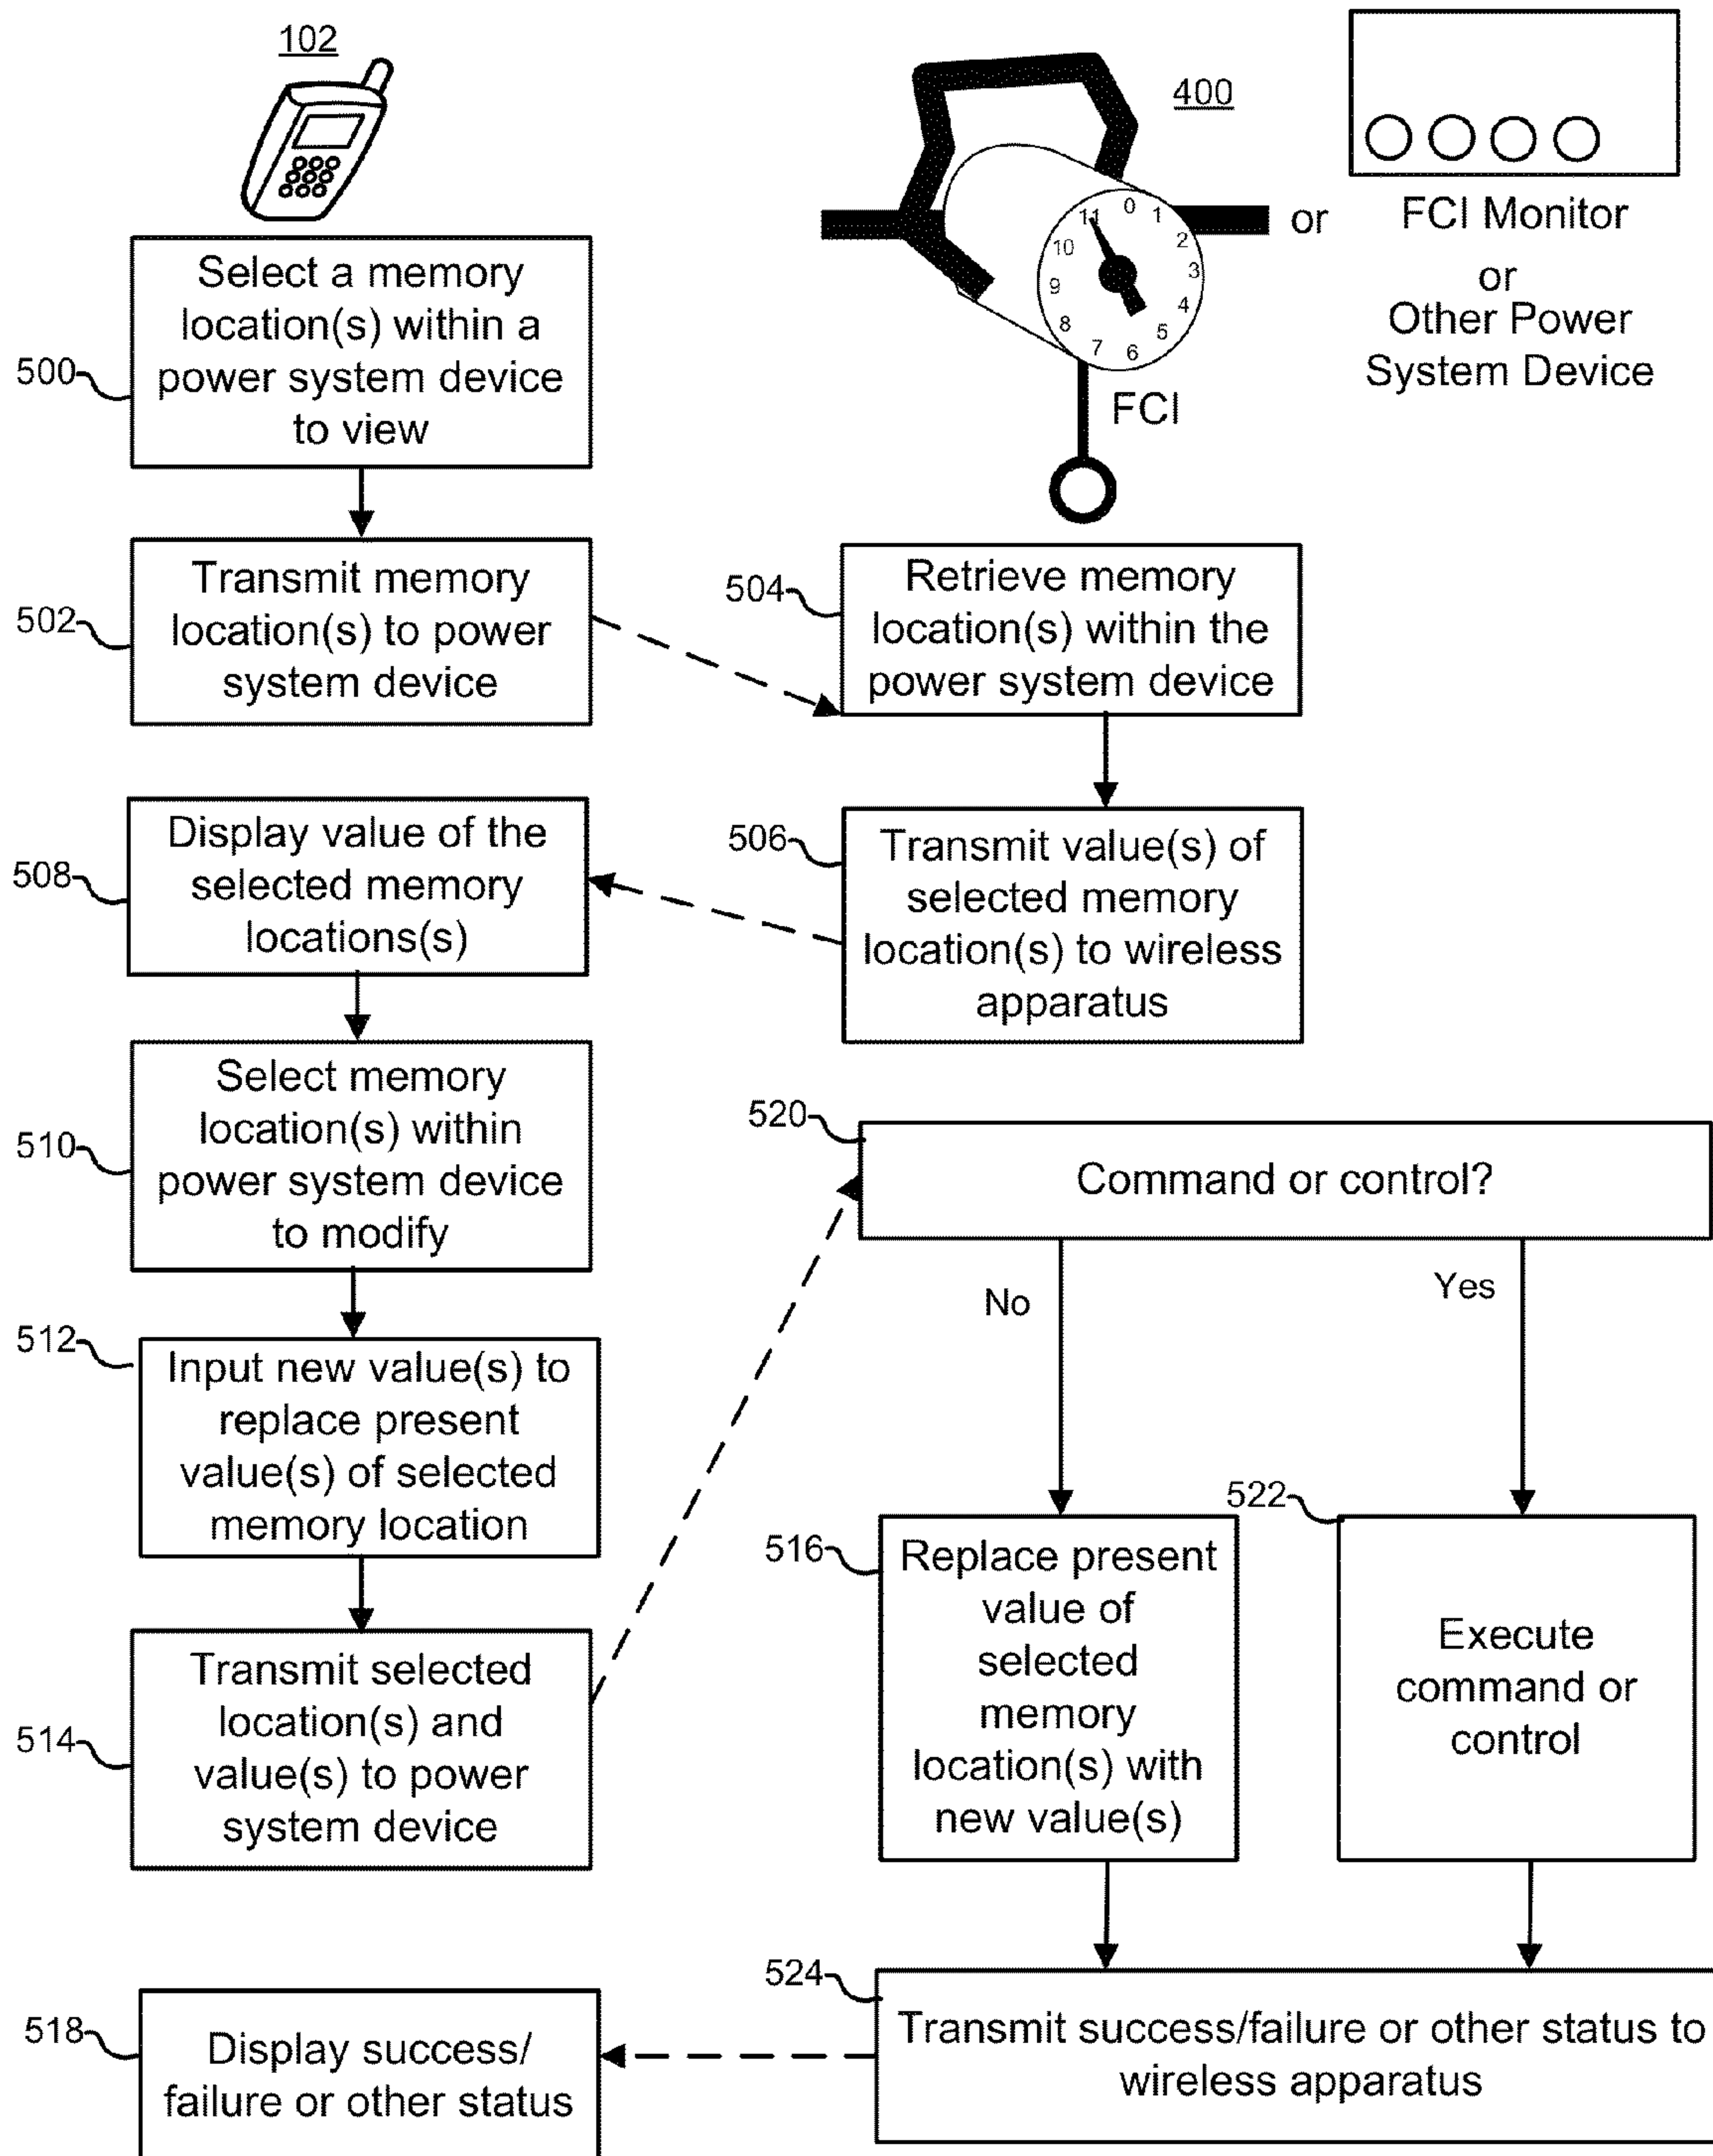 102
400
0
1
2
3
4
5
6
7
8
9
10
11
FCI
or
FCI Monitor
or
Other Power
System Device
500
Select a memory
location(s) within a
power system device
to view
502
Transmit memory
location(s) to power
system device
504
Retrieve memory
location(s) within the
power system device
506
Transmit value(s) of
selected memory
location(s) to wireless
apparatus
508
Display value of the
selected memory
locations(s)
510
Select memory
location(s) within
power system device
to modify
512
Input new value(s) to
replace present
value(s) of selected
memory location
514
Transmit selected
location(s) and
value(s) to power
system device
520
Command or control?
No
Yes
516
Replace present
value of
selected
memory
location(s) with
new value(s)
522
Execute
command or
control
524
Transmit success/failure or other status to
wireless apparatus
518
Display success/
failure or other status